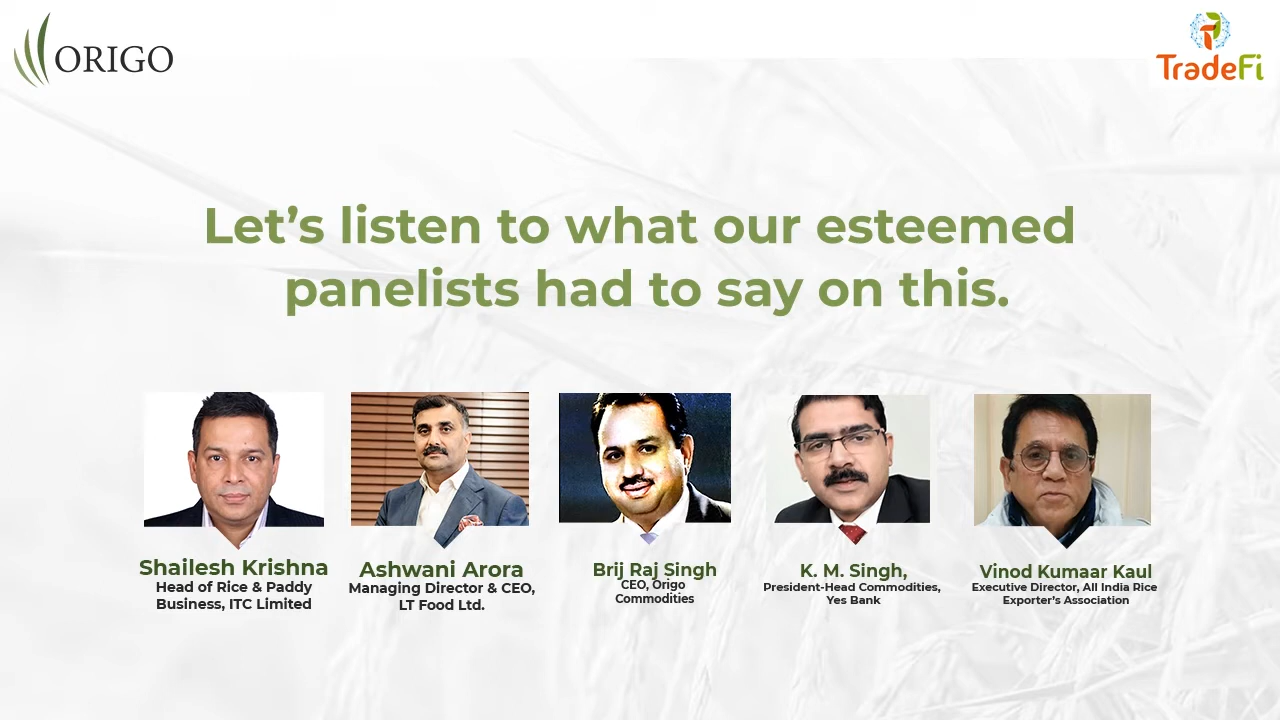 ORIGO
TradeFi
Let’s listen to what our esteemed
panelists had to say on this.
Shailesh Krishna
Head of Rice & Paddy
Business, ITC Limited
Ashwani Arora
Managing Director & CEO,
LT Food Ltd.
Brij Raj Singh
CEO, Origo
Commodities
K. M. Singh,
President-Head Commodities,
Yes Bank
Vinod Kumaar Kaul
Executive Director, All India Rice
Exporter’s Association